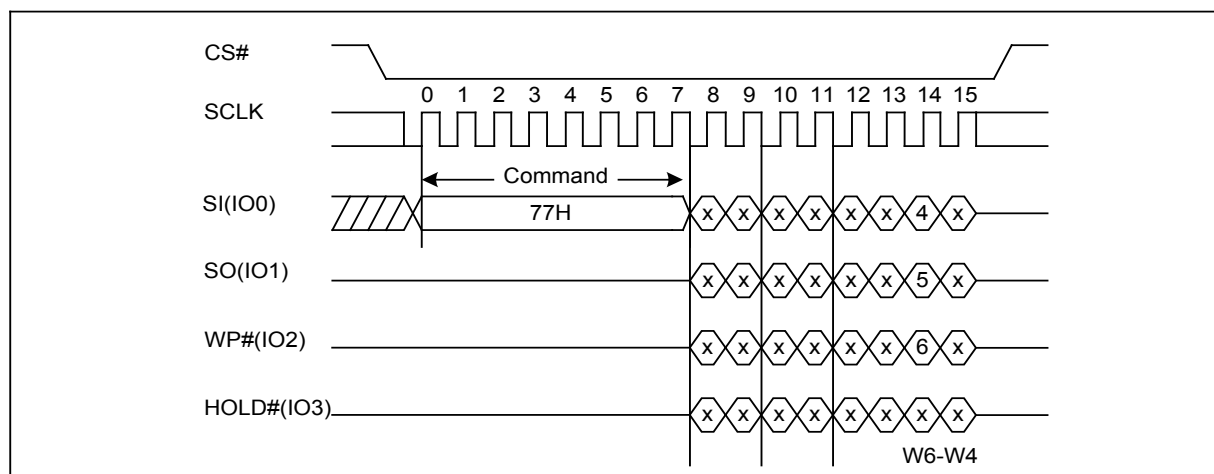 CS#
0 1 2 3 4 5 6 7 8 9 10 11 12 13 14 15
SCLK
Command
SI(IO0) 77H x x x x x x 4 x
SO(IO1) x x x x x x 5 x
WP#(IO2) x x x x x x 6 x
HOLD#(IO3) x x x x x x x x
W6-W4